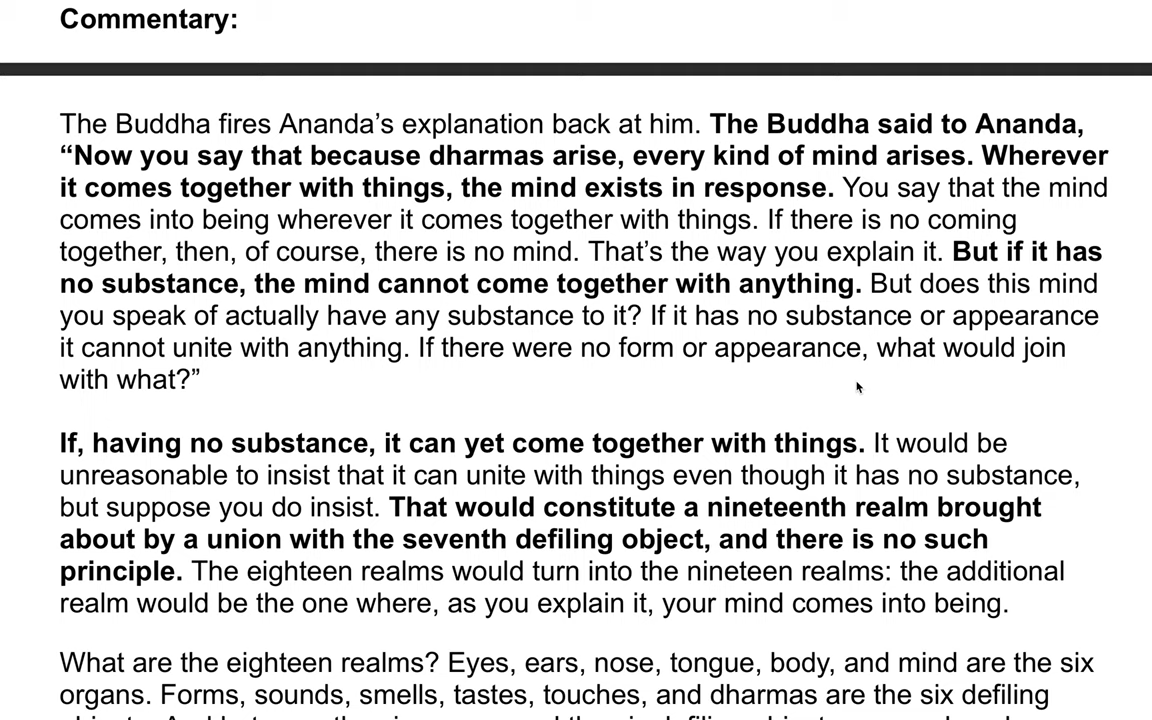 Commentary:
The Buddha fires Ananda’s explanation back at him. The Buddha said to Ananda,
“Now you say that because dharmas arise, every kind of mind arises. Wherever
it comes together with things, the mind exists in response. You say that the mind
comes into being wherever it comes together with things. If there is no coming
together, then, of course, there is no mind. That’s the way you explain it. But if it has
no substance, the mind cannot come together with anything. But does this mind
you speak of actually have any substance to it? If it has no substance or appearance
it cannot unite with anything. If there were no form or appearance, what would join
with what?”
If, having no substance, it can yet come together with things. It would be
unreasonable to insist that it can unite with things even though it has no substance,
but suppose you do insist. That would constitute a nineteenth realm brought
about by a union with the seventh defiling object, and there is no such
principle. The eighteen realms would turn into the nineteen realms: the additional
realm would be the one where, as you explain it, your mind comes into being.
What are the eighteen realms? Eyes, ears, nose, tongue, body, and mind are the six
organs. Forms, sounds, smells, tastes, touches, and dharmas are the six defiling